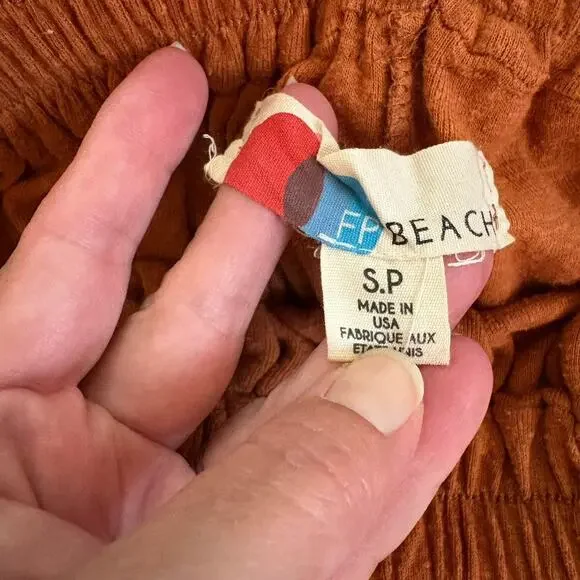 FP BEACH
S.P
MADE IN
USA
FABRIQUE AUX
ETATS UNIS